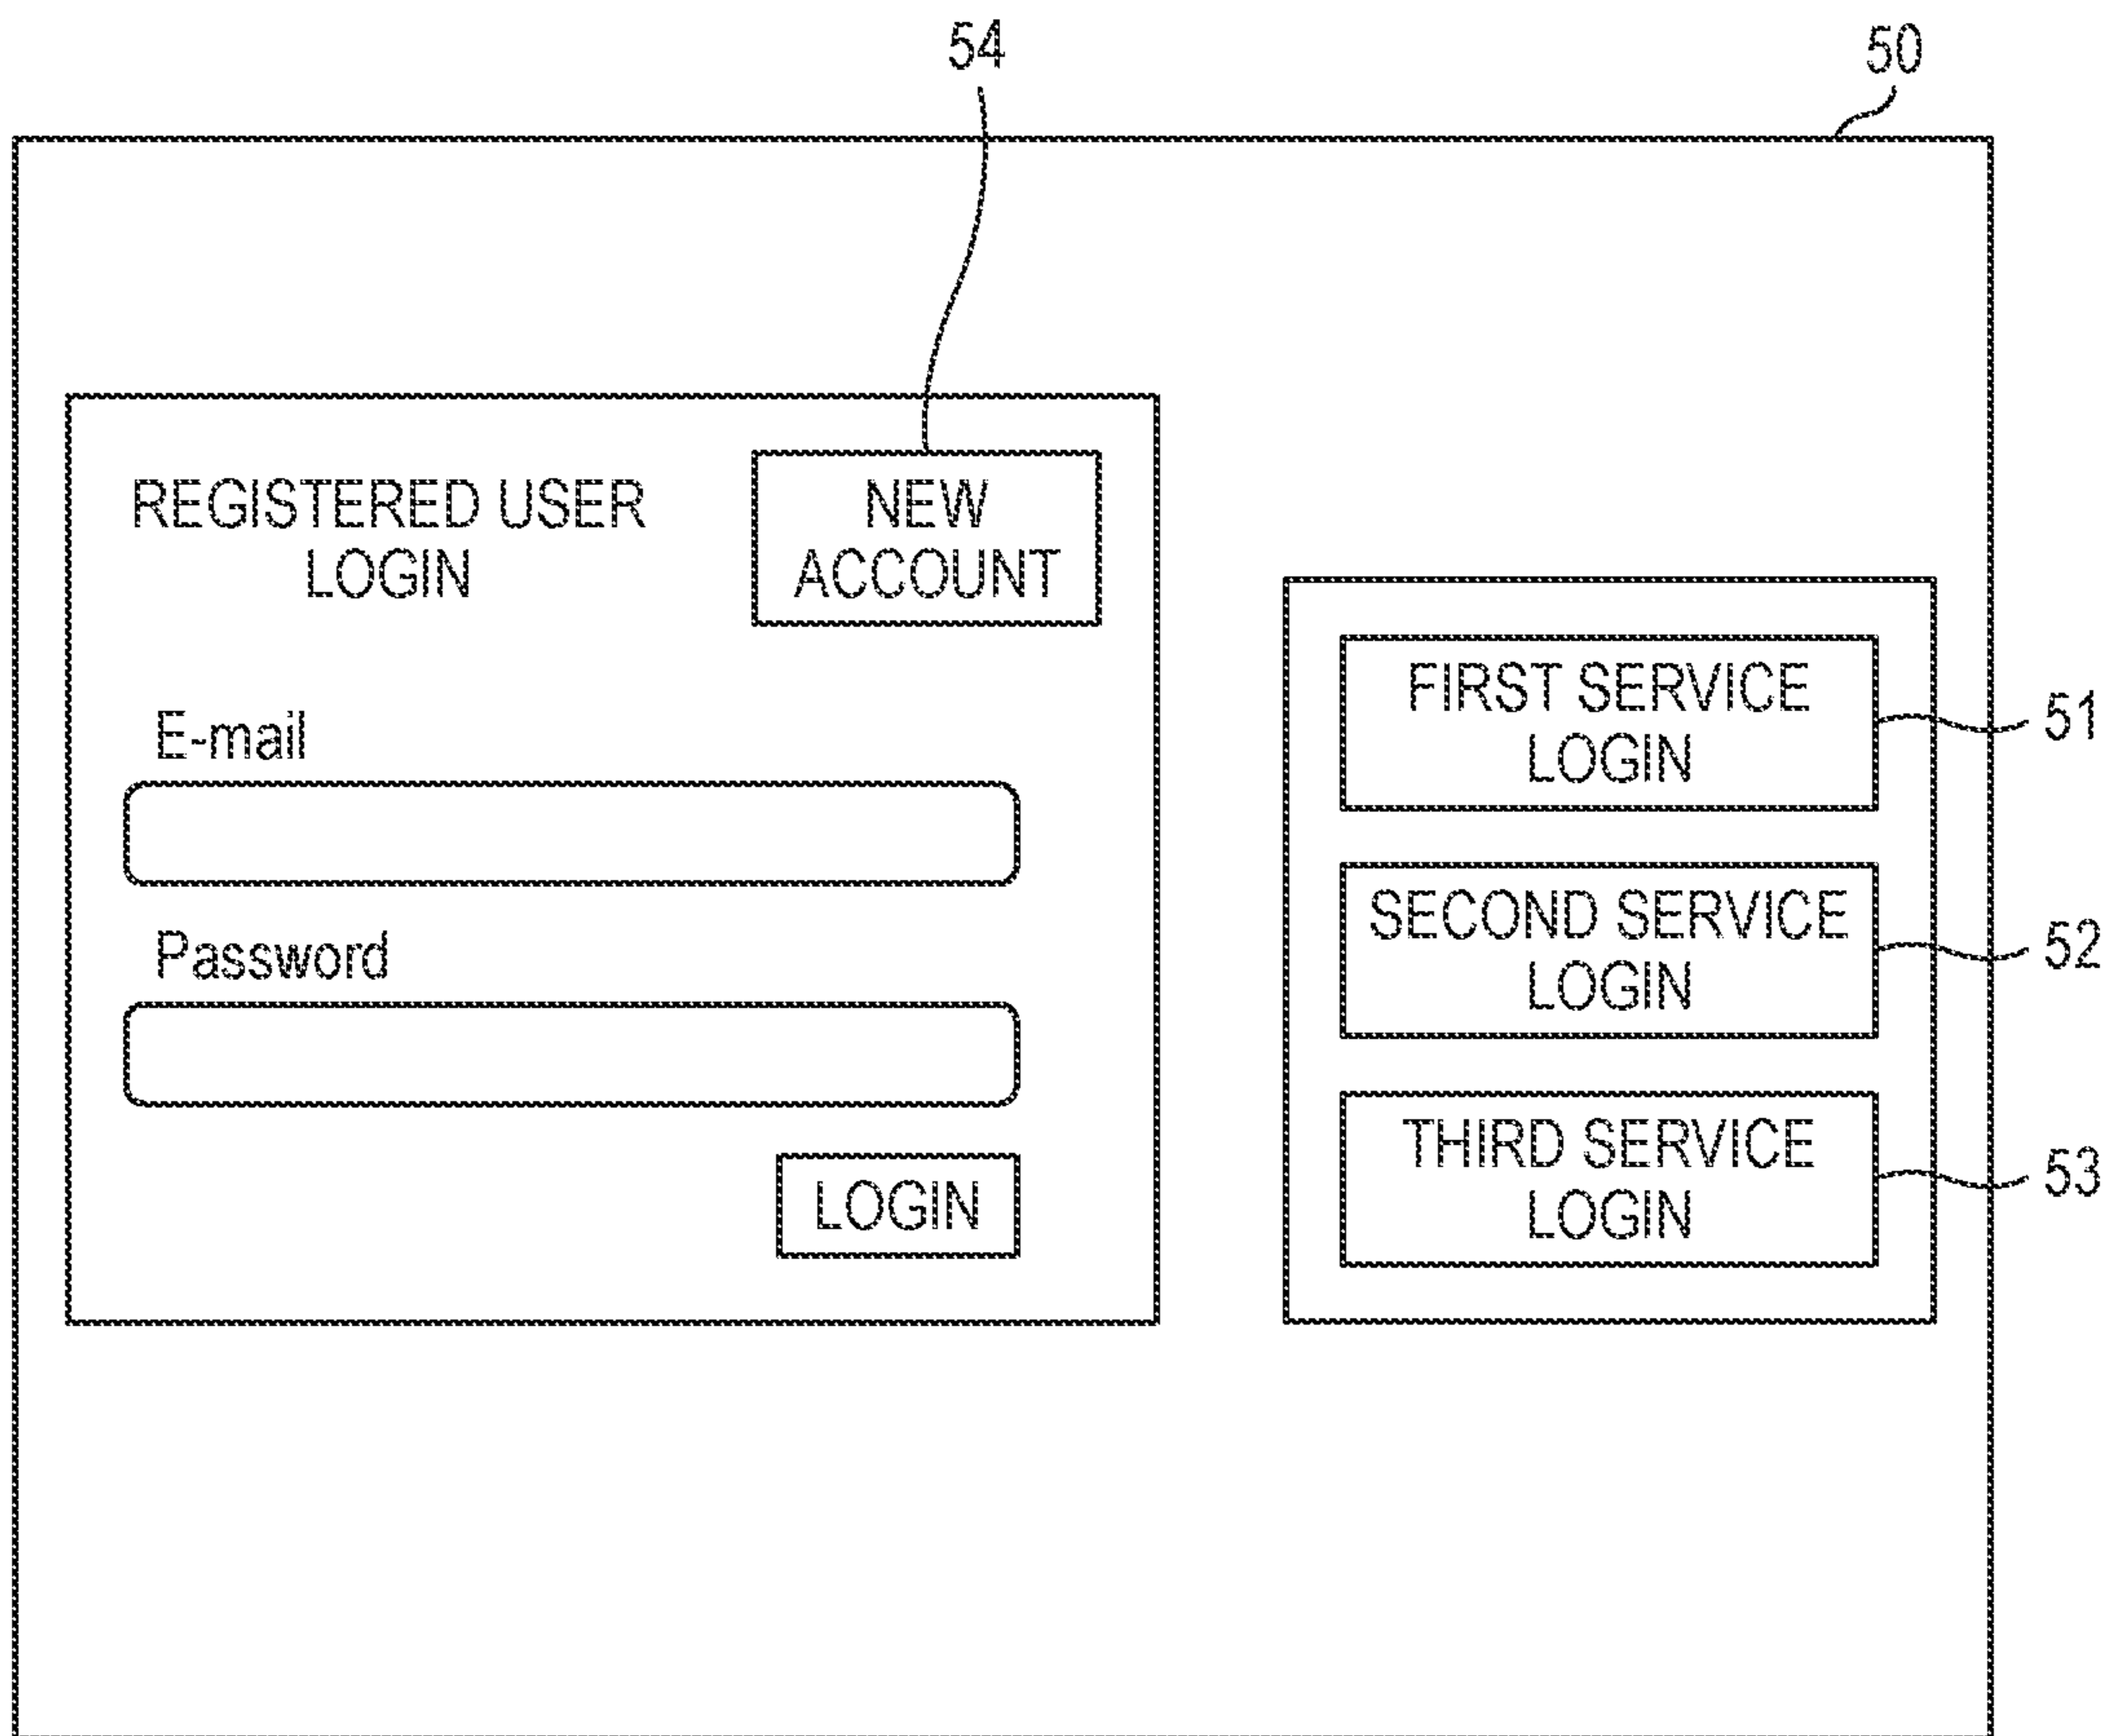 54
50
REGISTERED USER
LOGIN
NEW
ACCOUNT
E-mail
Password
LOGIN
FIRST SERVICE
LOGIN
51
SECOND SERVICE
LOGIN
52
THIRD SERVICE
LOGIN
53